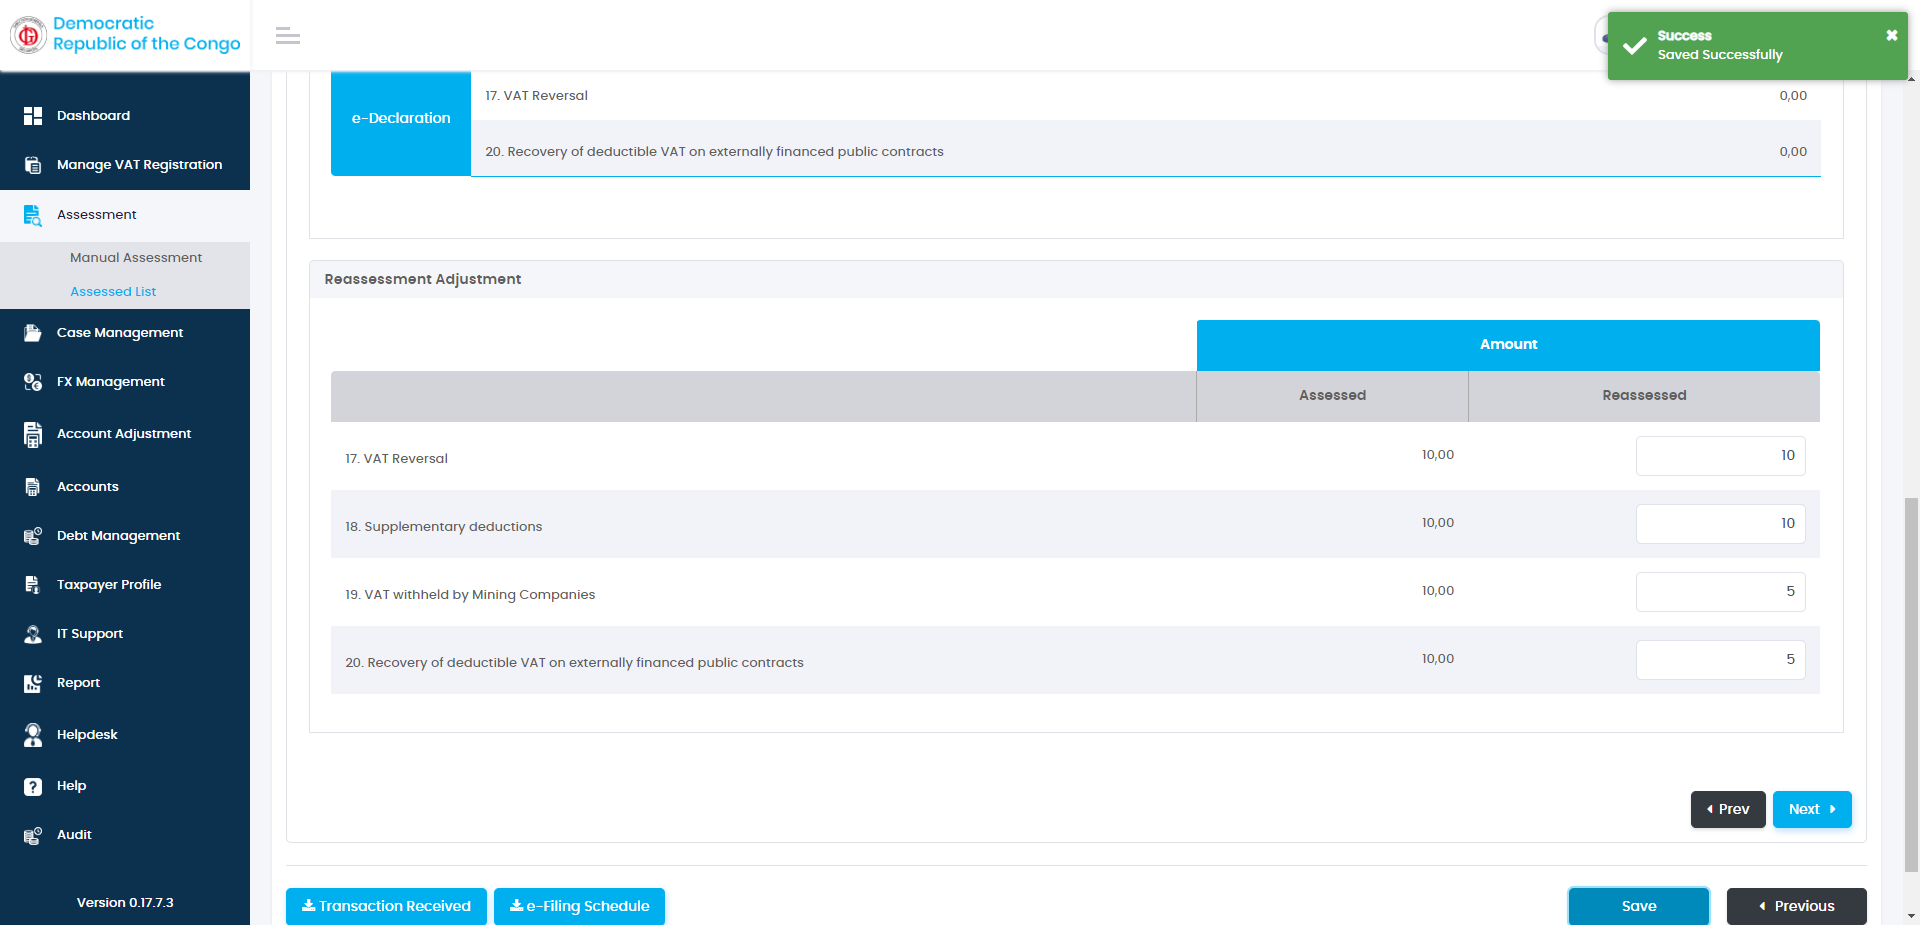 Democratic
Republic of the Congo
Success
Saved Successfully
Dashboard
Manage VAT Registration
Assessment
Manual Assessment
Assessed List
Case Management
FX Management
Account Adjustment
Accounts
Debt Management
Taxpayer Profile
IT Support
Report
Helpdesk
Help
Audit
Version 0.17.7.3
e-Declaration
17. VAT Reversal 0,00
20. Recovery of deductible VAT on externally financed public contracts 0,00
Reassessment Adjustment
Amount
Assessed Reassessed
17. VAT Reversal 10,00 10
18. Supplementary deductions 10,00 10
19. VAT withheld by Mining Companies 10,00 5
20. Recovery of deductible VAT on externally financed public contracts 10,00 5
Prev Next
Transaction Received e-Filing Schedule Save Previous